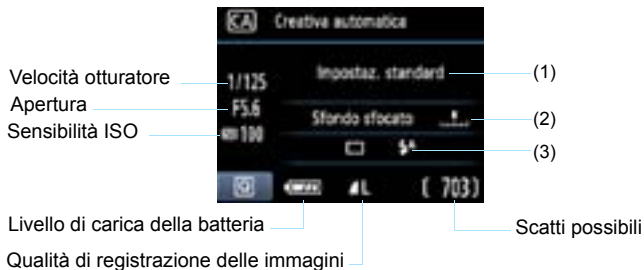 CA Creativa automatica
Velocità otturatore 1/125 Impostaz. standard (1)
Apertura F5.6
Sensibilità ISO ISO 100 Sfondo sfocato (2)
(3)
Q L [ 703]
Livello di carica della batteria Scatti possibili
Qualità di registrazione delle immagini